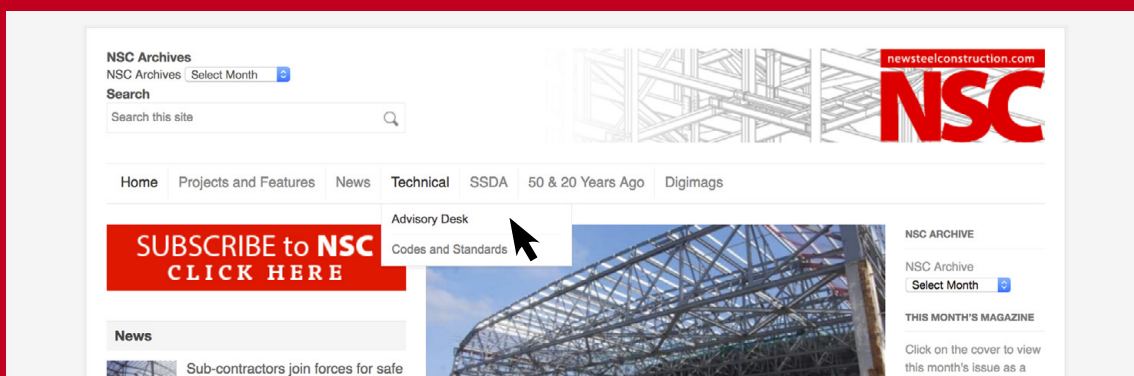 NSC Archives
NSC Archives Select Month
Search
Search this site
newsteelconstruction.com
NSC
Home Projects and Features News Technical SSDA 50 & 20 Years Ago Digimags
Advisory Desk
Codes and Standards
SUBSCRIBE to NSC
CLICK HERE
News
Sub-contractors join forces for safe
NSC ARCHIVE
NSC Archive
Select Month
THIS MONTH'S MAGAZINE
Click on the cover to view
this month's issue as a